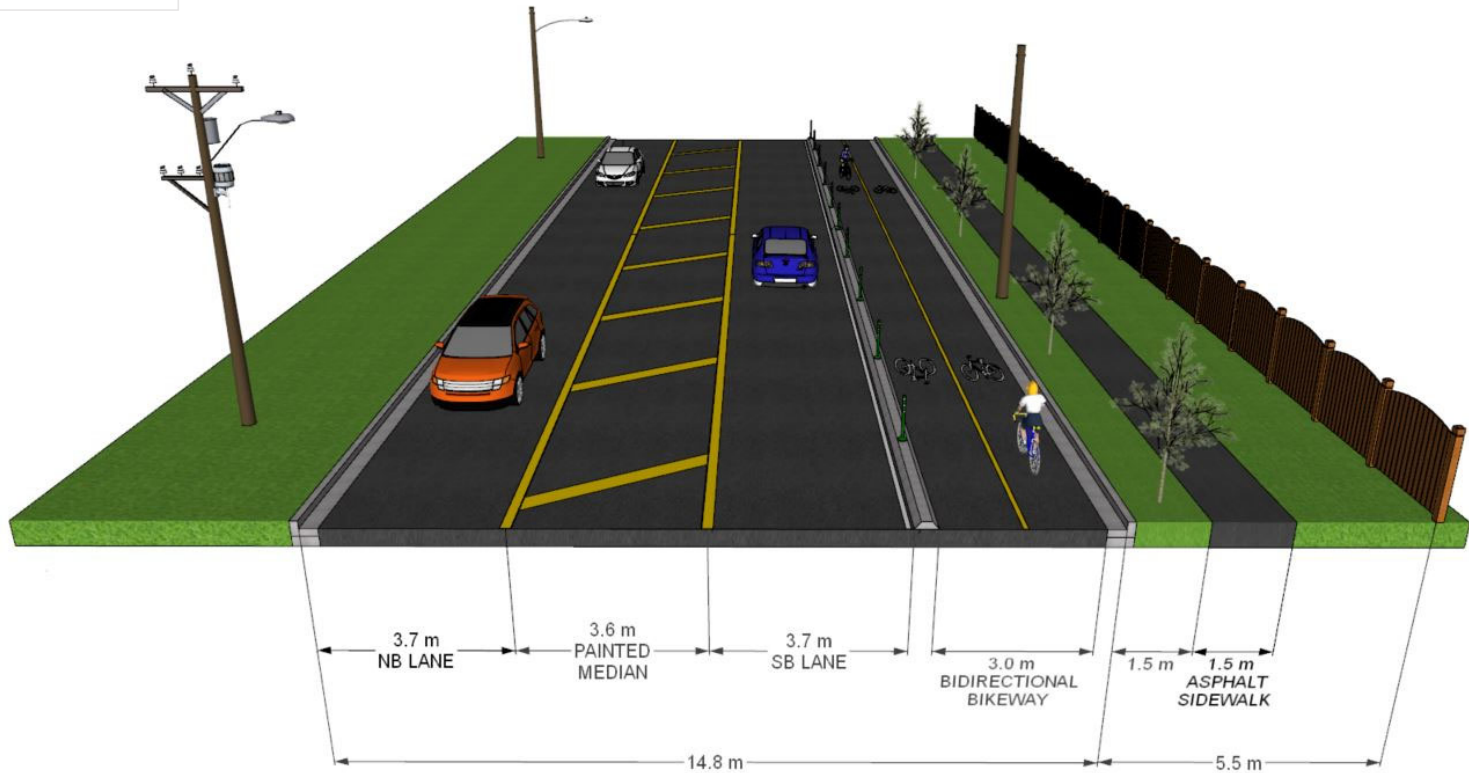 3.7 m
NB LANE
3.6 m
PAINTED
MEDIAN
3.7 m
SB LANE
3.0 m
BIDIRECTIONAL
BIKEWAY
1.5 m
1.5 m
ASPHALT
SIDEWALK
14.8 m
5.5 m